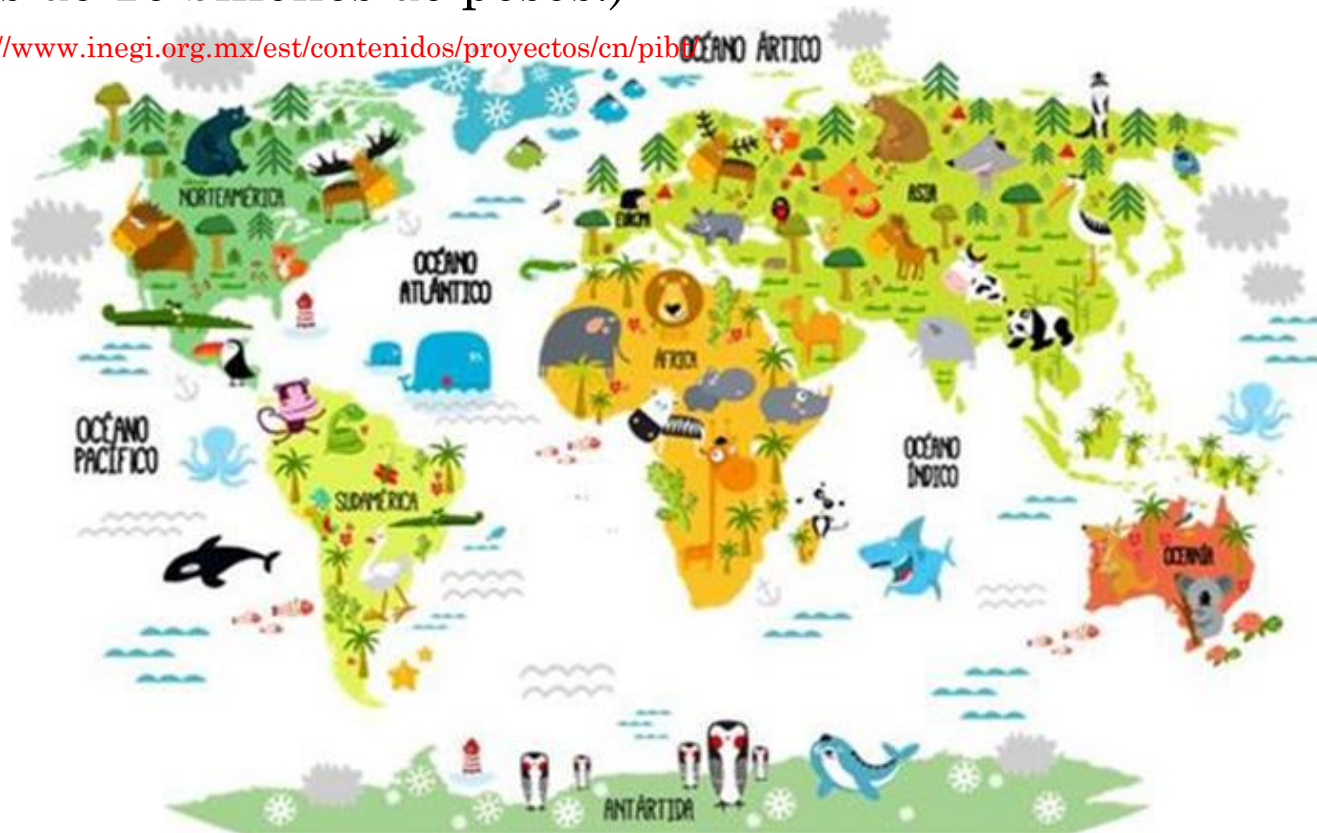 //www.inegi.org.mx/est/contenidos/proyectos/cn/pibt/
OCÉANO ÁRTICO
NORTEAMÉRICA
EUROPA
ASIA
OCÉANO
ATLÁNTICO
ÁFRICA
OCÉANO
PACÍFICO
OCÉANO
ÍNDICO
SUDAMÉRICA
OCEANÍA
ANTÁRTIDA